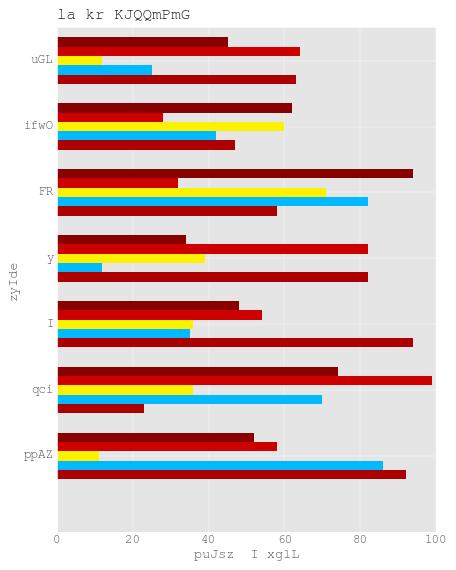 la kr KJQQmPmG
uGL
ifwO
FR
y
I
qci
ppAZ
zyIde
0 20 40 60 80 100
puJsz I xglL